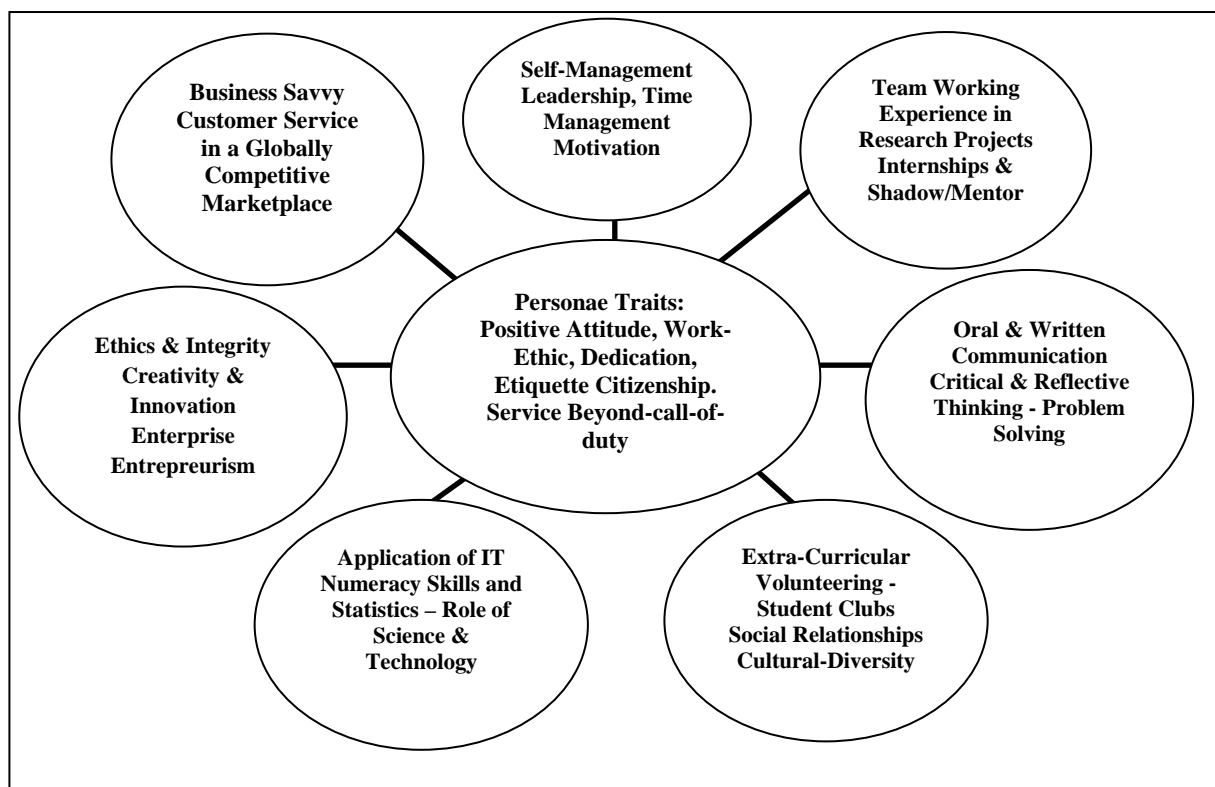 Business Savvy
Customer Service
in a Globally
Competitive
Marketplace
Self-Management
Leadership, Time
Management
Motivation
Team Working
Experience in
Research Projects
Internships &
Shadow/Mentor
Personae Traits:
Positive Attitude, Work-
Ethic, Dedication,
Etiquette Citizenship.
Service Beyond-call-of-
duty
Ethics & Integrity
Creativity &
Innovation
Enterprise
Entrepreurism
Oral & Written
Communication
Critical & Reflective
Thinking - Problem
Solving
Application of IT
Numeracy Skills and
Statistics – Role of
Science &
Technology
Extra-Curricular
Volunteering -
Student Clubs
Social Relationships
Cultural-Diversity